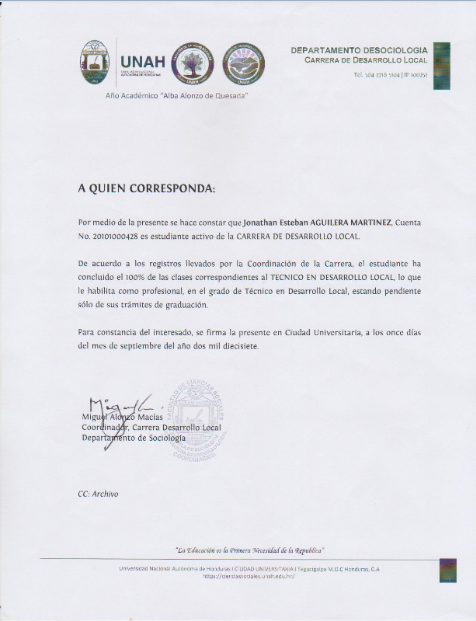 UNAH
DEPARTAMENTO DESOCIOLOGIA
CARRERA DE DESARROLLO LOCAL
Año Académico "Alba Alonzo de Quesada"
A QUIEN CORRESPONDA:
Por medio de la presente se hace constar que Jonathan Esteban AGUILERA MARTINEZ, Cuenta
No. 20101000428 es estudiante activo de la CARRERA DE DESARROLLO LOCAL.
De acuerdo a los registros llevados por la Coordinación de la Carrera, el estudiante ha
concluido el 100% de las clases correspondientes al TECNICO EN DESARROLLO LOCAL, lo que
le habilita como profesional, en el grado de Técnico en Desarrollo Local, estando pendiente
sólo de sus trámites de graduación.
Para constancia del interesado, se firma la presente en Ciudad Universitaria, a los once días
del mes de septiembre del año dos mil diecisiete.
Miguel Alonzo Macías
Coordinador, Carrera Desarrollo Local
Departamento de Sociología
CC: Archivo
"La Educación es la Primera Necesidad de la República"
Universidad Nacional Autónoma de Honduras I CIUDAD UNIVERSITARIA I Tegucigalpa M.D.C Honduras, C.A
https://cienciassociales.unah.edu.hn/